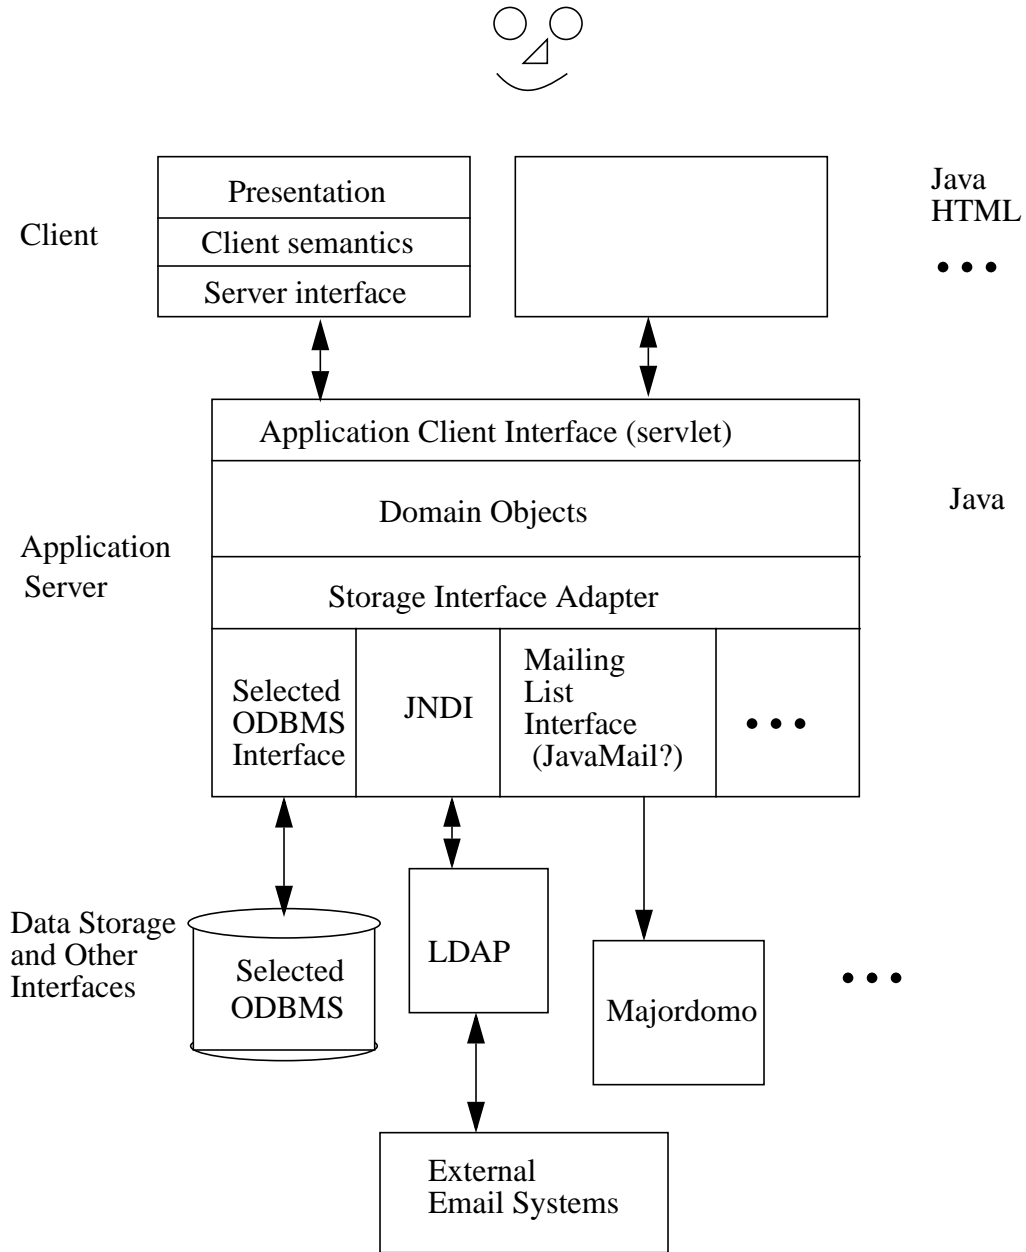 Presentation
Client semantics
Server interface
Client
Java
HTML
Application Client Interface (servlet)
Domain Objects
Storage Interface Adapter
Application
Server
Java
Selected
ODBMS
Interface
JNDI
Mailing
List
Interface
(JavaMail?)
Data Storage
and Other
Interfaces
Selected
ODBMS
LDAP
Majordomo
External
Email Systems